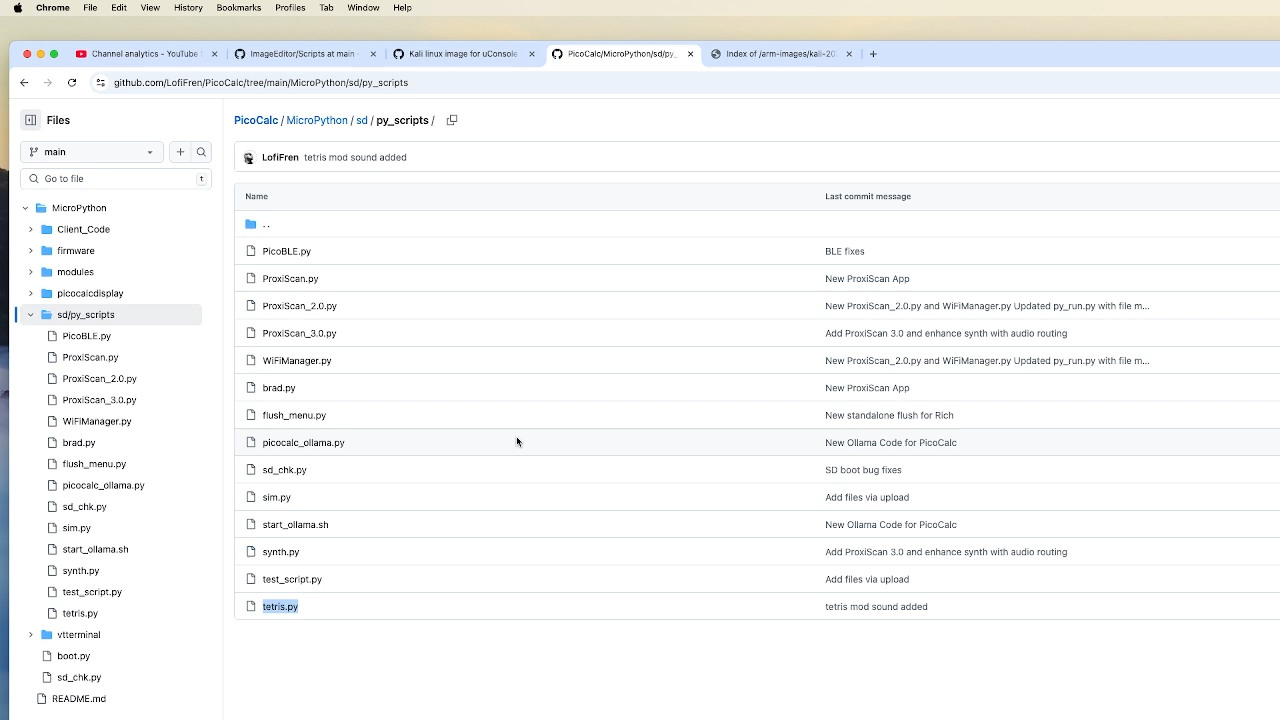 Chrome File Edit View History Bookmarks Profiles Tab Window Help
Channel analytics - YouTube
ImageEditor/Scripts at main
Kali linux image for uConsole
PicoCalc/MicroPython/sd/py_
Index of /arm-images/kali-20
github.com/LofiFren/PicoCalc/tree/main/MicroPython/sd/py_scripts
Files
main
Go to file t
MicroPython
Client_Code
firmware
modules
picocalcdisplay
sd/py_scripts
PicoBLE.py
ProxiScan.py
ProxiScan_2.0.py
ProxiScan_3.0.py
WiFiManager.py
brad.py
flush_menu.py
picocalc_ollama.py
sd_chk.py
sim.py
start_ollama.sh
synth.py
test_script.py
tetris.py
vtterminal
boot.py
sd_chk.py
README.md
PicoCalc / MicroPython / sd / py_scripts /
LofiFren tetris mod sound added
Name Last commit message
..
PicoBLE.py BLE fixes
ProxiScan.py New ProxiScan App
ProxiScan_2.0.py New ProxiScan_2.0.py and WiFiManager.py Updated py_run.py with file m...
ProxiScan_3.0.py Add ProxiScan 3.0 and enhance synth with audio routing
WiFiManager.py New ProxiScan_2.0.py and WiFiManager.py Updated py_run.py with file m...
brad.py New ProxiScan App
flush_menu.py New standalone flush for Rich
picocalc_ollama.py New Ollama Code for PicoCalc
sd_chk.py SD boot bug fixes
sim.py Add files via upload
start_ollama.sh New Ollama Code for PicoCalc
synth.py Add ProxiScan 3.0 and enhance synth with audio routing
test_script.py Add files via upload
tetris.py tetris mod sound added